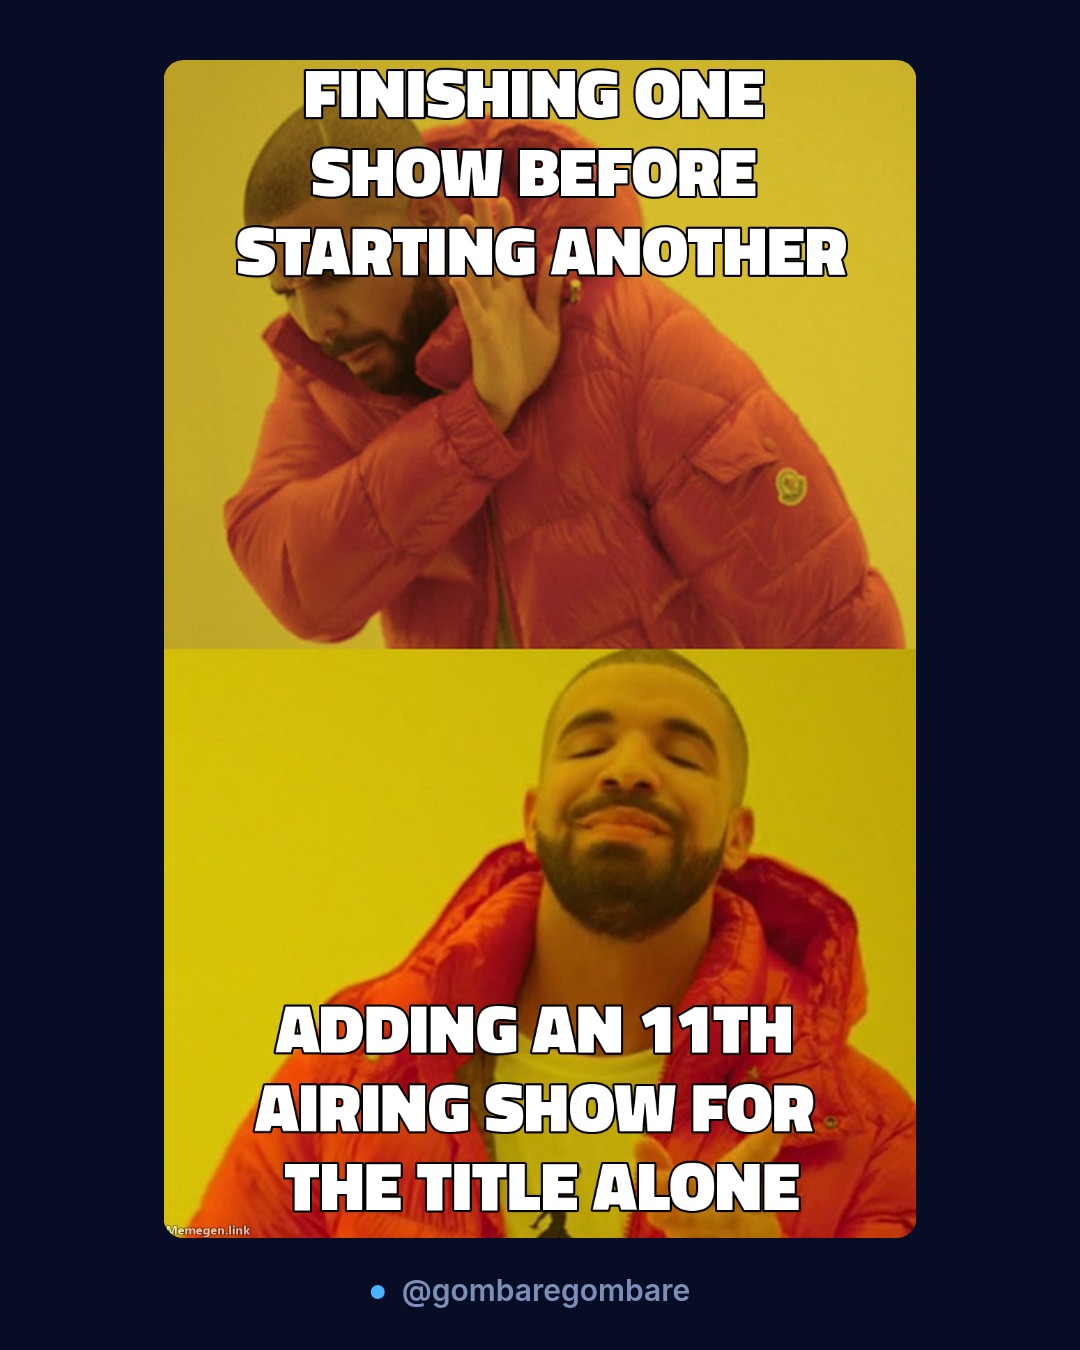 FINISHING ONE
SHOW BEFORE
STARTING ANOTHER
ADDING AN 11TH
AIRING SHOW FOR
THE TITLE ALONE
Memegen.link
@gombaregombare